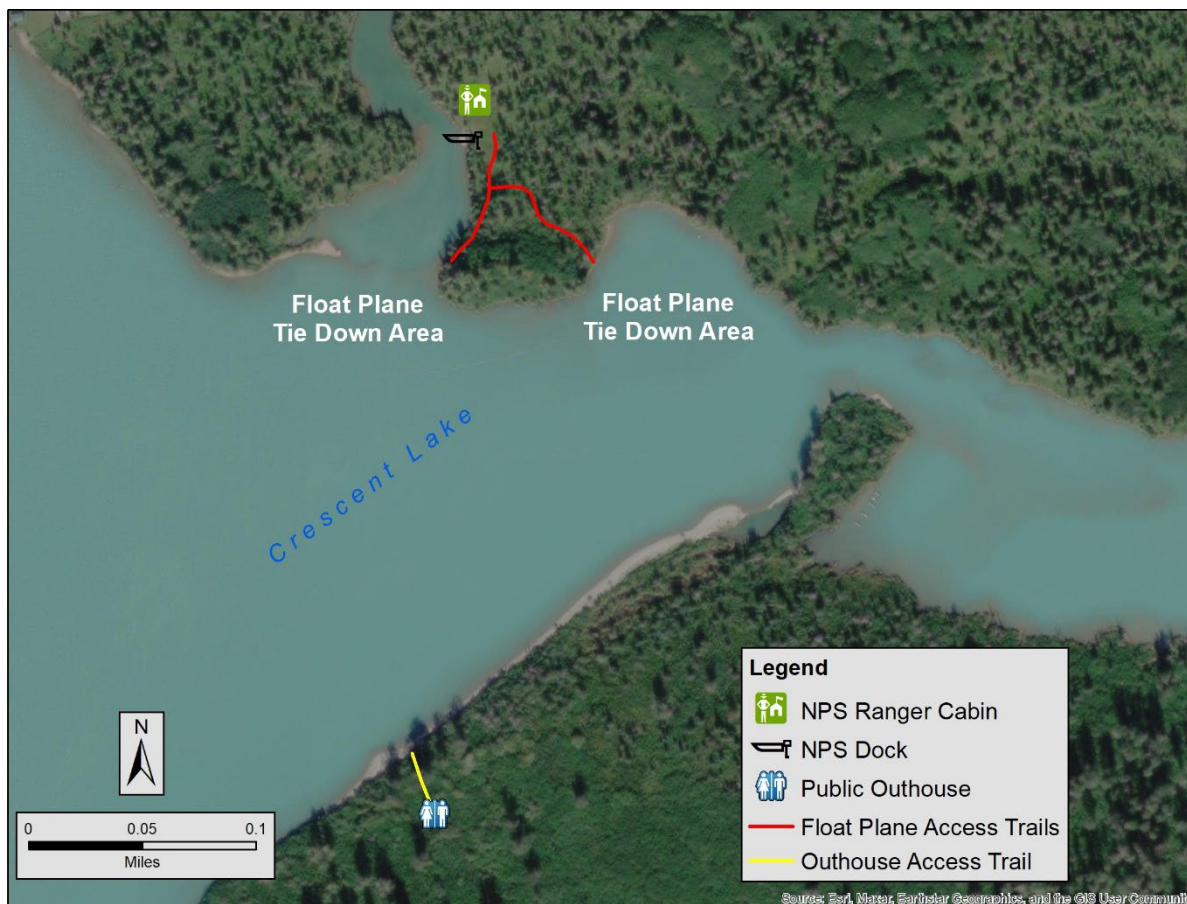 Float Plane
Tie Down Area
Float Plane
Tie Down Area
Crescent Lake
N
0 0.05 0.1
Miles
Legend
NPS Ranger Cabin
NPS Dock
Public Outhouse
Float Plane Access Trails
Outhouse Access Trail
Source: Esri, Maxar, Earthstar Geographics, and the GIS User